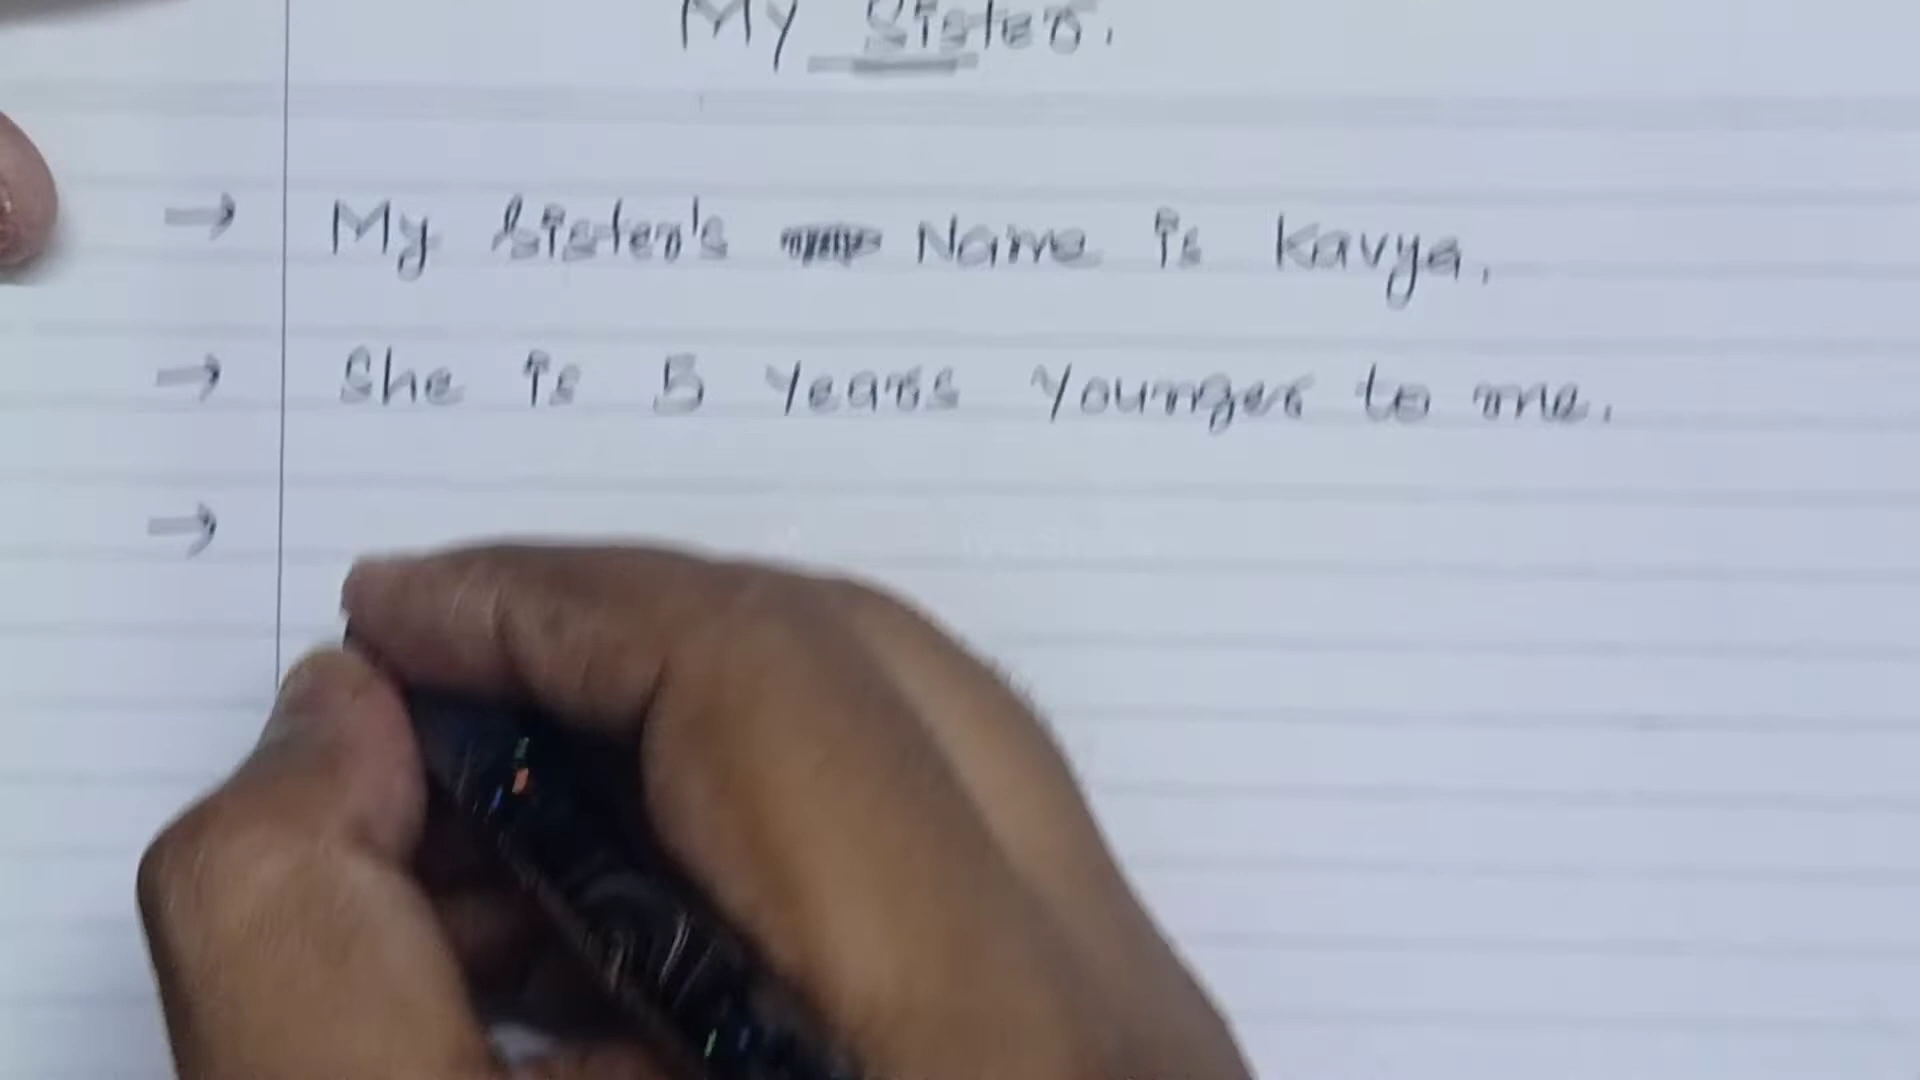 My Sister.
→ My Sister's Name is Kavya.
→ She is 5 Years Younger to me.
→